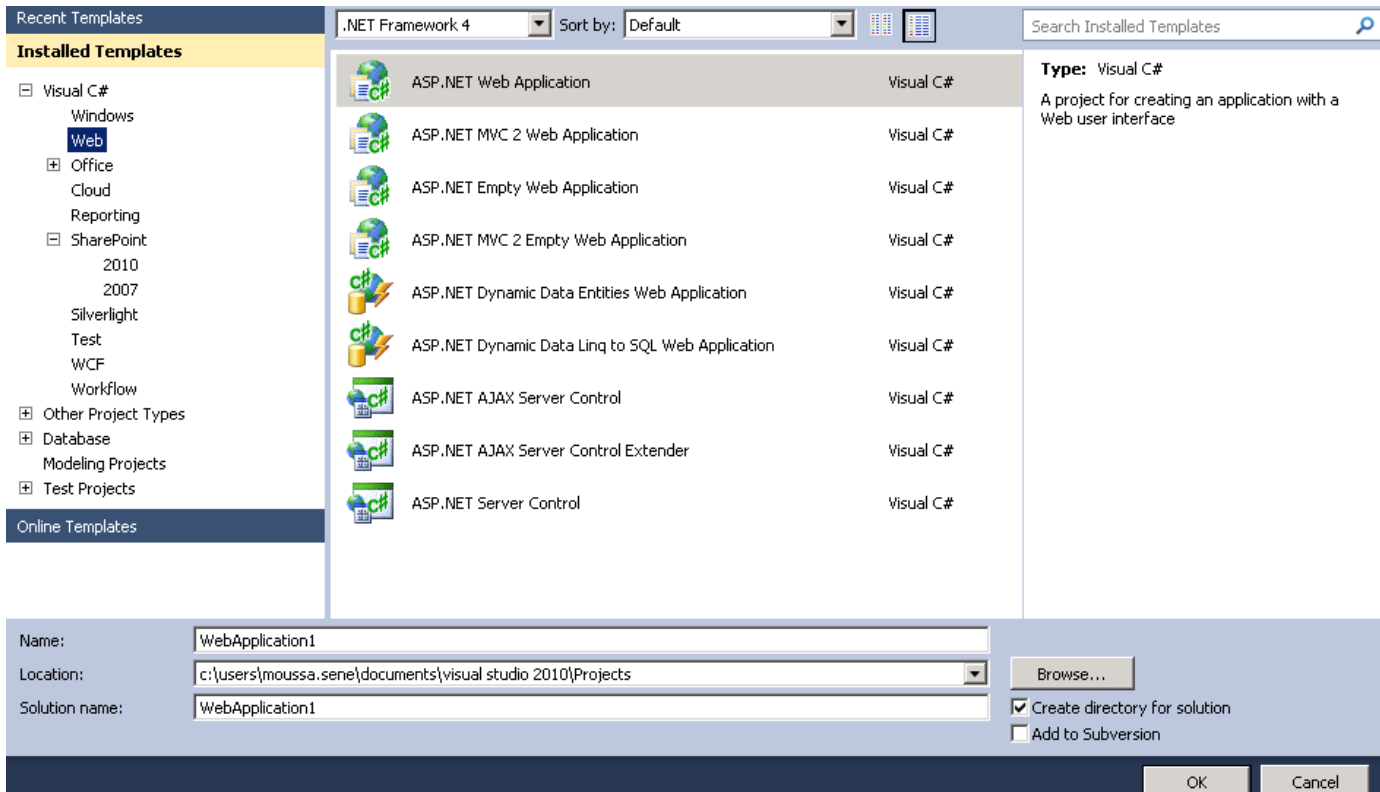 Recent Templates
Installed Templates
Visual C#
Windows
Web
Office
Cloud
Reporting
SharePoint
2010
2007
Silverlight
Test
WCF
Workflow
Other Project Types
Database
Modeling Projects
Test Projects
Online Templates
.NET Framework 4 Sort by: Default
ASP.NET Web Application Visual C#
ASP.NET MVC 2 Web Application Visual C#
ASP.NET Empty Web Application Visual C#
ASP.NET MVC 2 Empty Web Application Visual C#
ASP.NET Dynamic Data Entities Web Application Visual C#
ASP.NET Dynamic Data Linq to SQL Web Application Visual C#
ASP.NET AJAX Server Control Visual C#
ASP.NET AJAX Server Control Extender Visual C#
ASP.NET Server Control Visual C#
Search Installed Templates
Type: Visual C#
A project for creating an application with a
Web user interface
Name: WebApplication1
Location: c:\users\moussa.sene\documents\visual studio 2010\Projects Browse...
Solution name: WebApplication1 Create directory for solution
Add to Subversion
OK Cancel